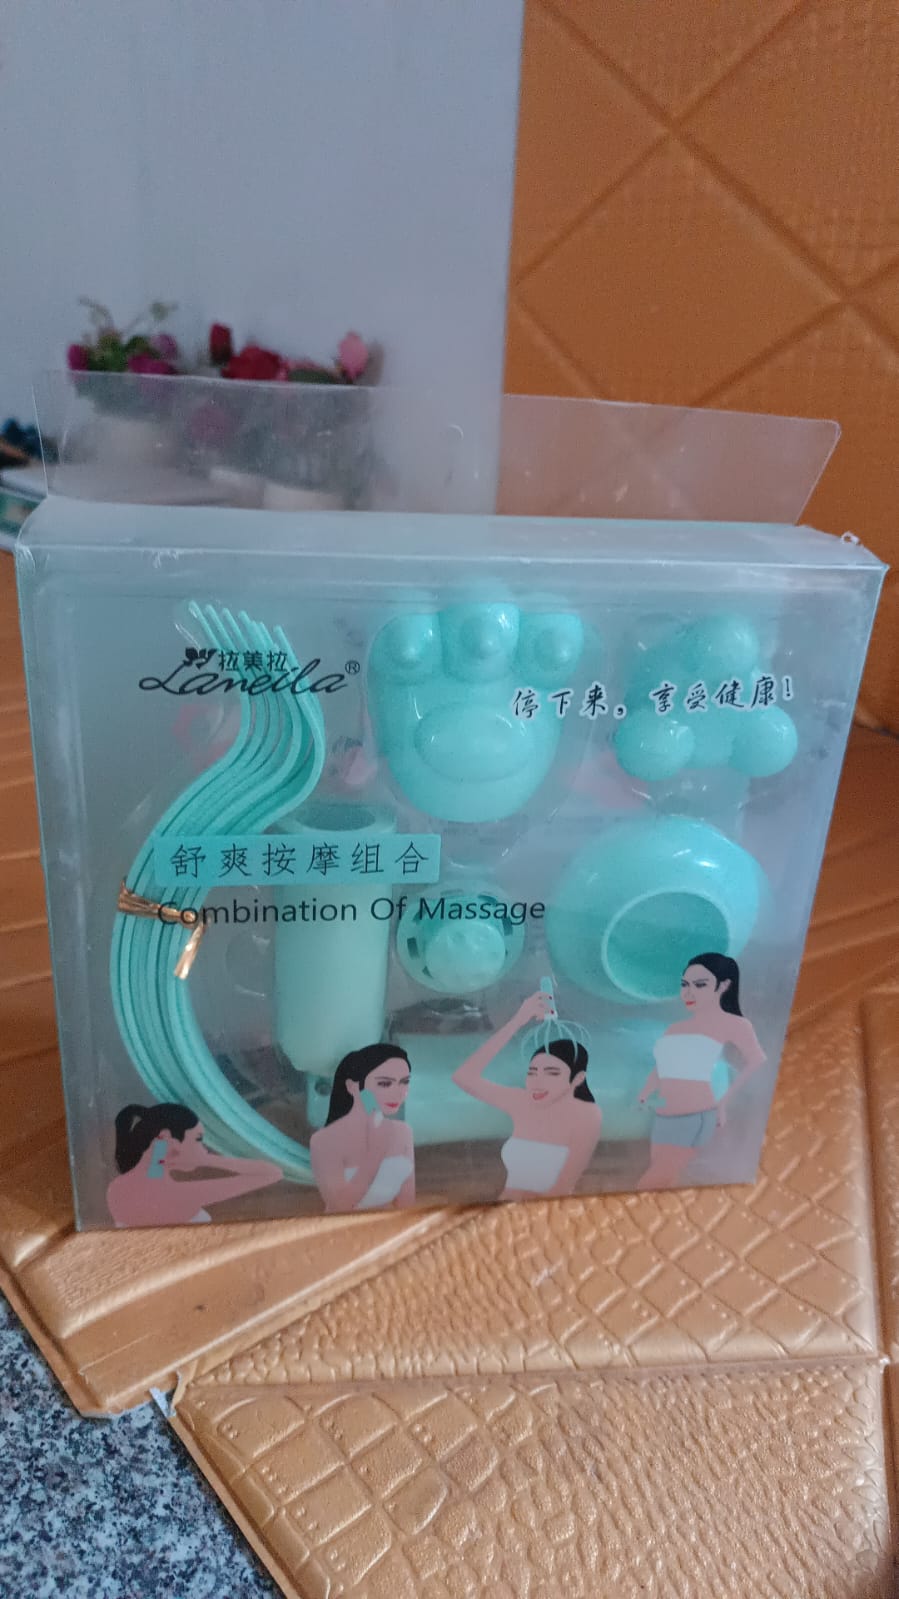 拉美拉
Laneila®
停下来，享受健康！
舒爽按摩组合
Combination Of Massage